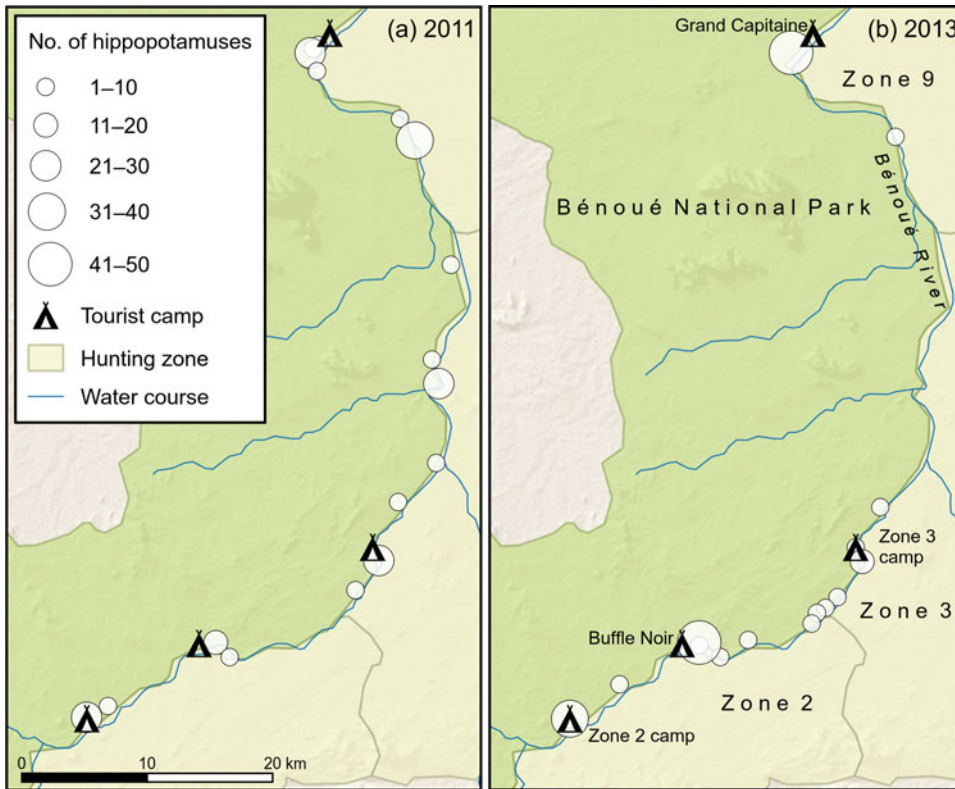 No. of hippopotamuses
1–10
11–20
21–30
31–40
41–50
Tourist camp
Hunting zone
Water course
(a) 2011
0 10 20 km
Grand Capitaine
(b) 2013
Zone 9
Bénoué National Park
Bénoué River
Zone 3 camp
Zone 3
Buffle Noir
Zone 2
Zone 2 camp